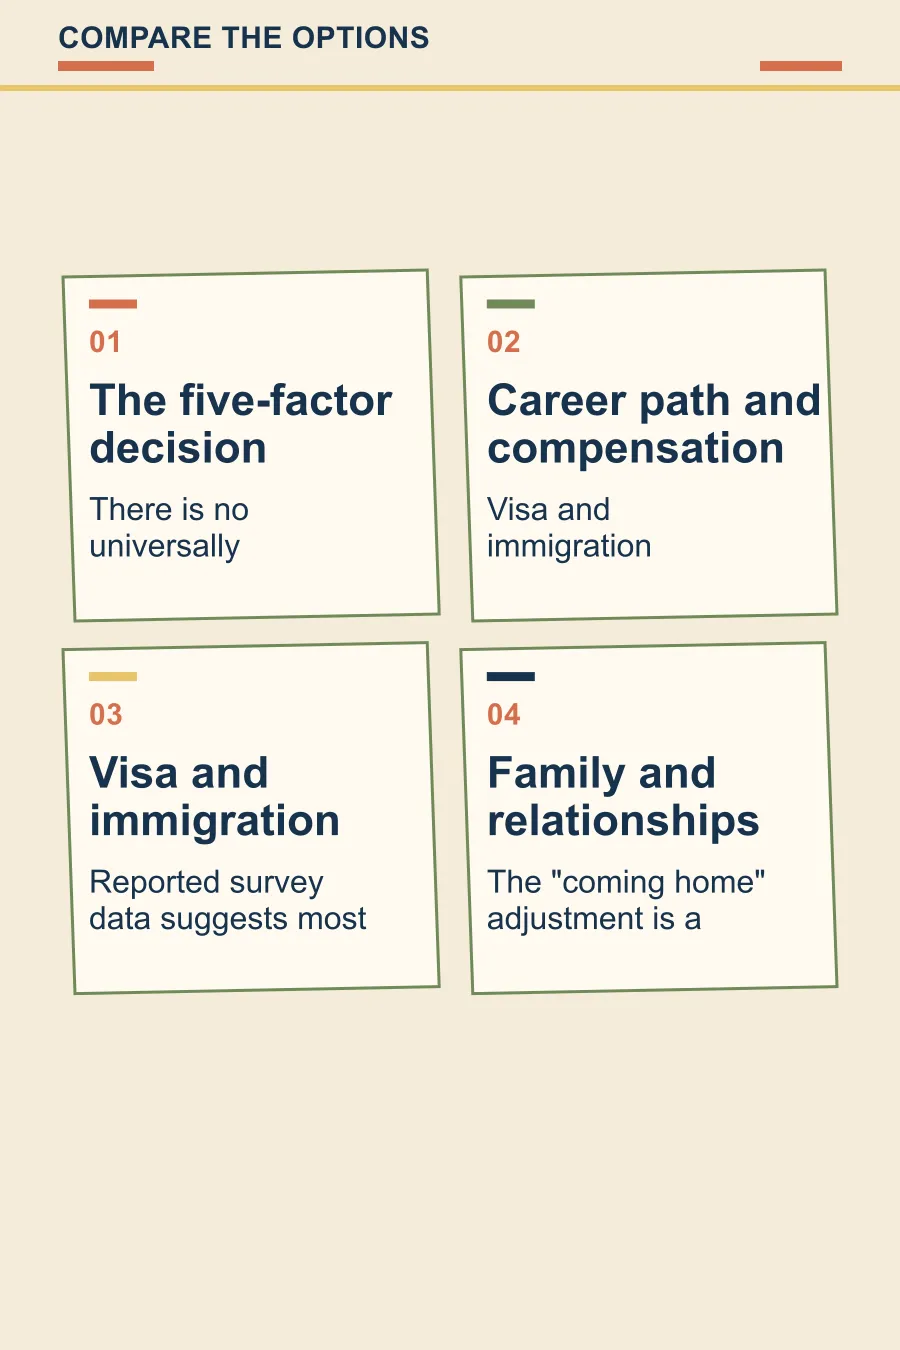 COMPARE THE OPTIONS
01
The five-factor
decision
There is no
universally
02
Career path and
compensation
Visa and
immigration
03
Visa and
immigration
Reported survey
data suggests most
04
Family and
relationships
The "coming home"
adjustment is a